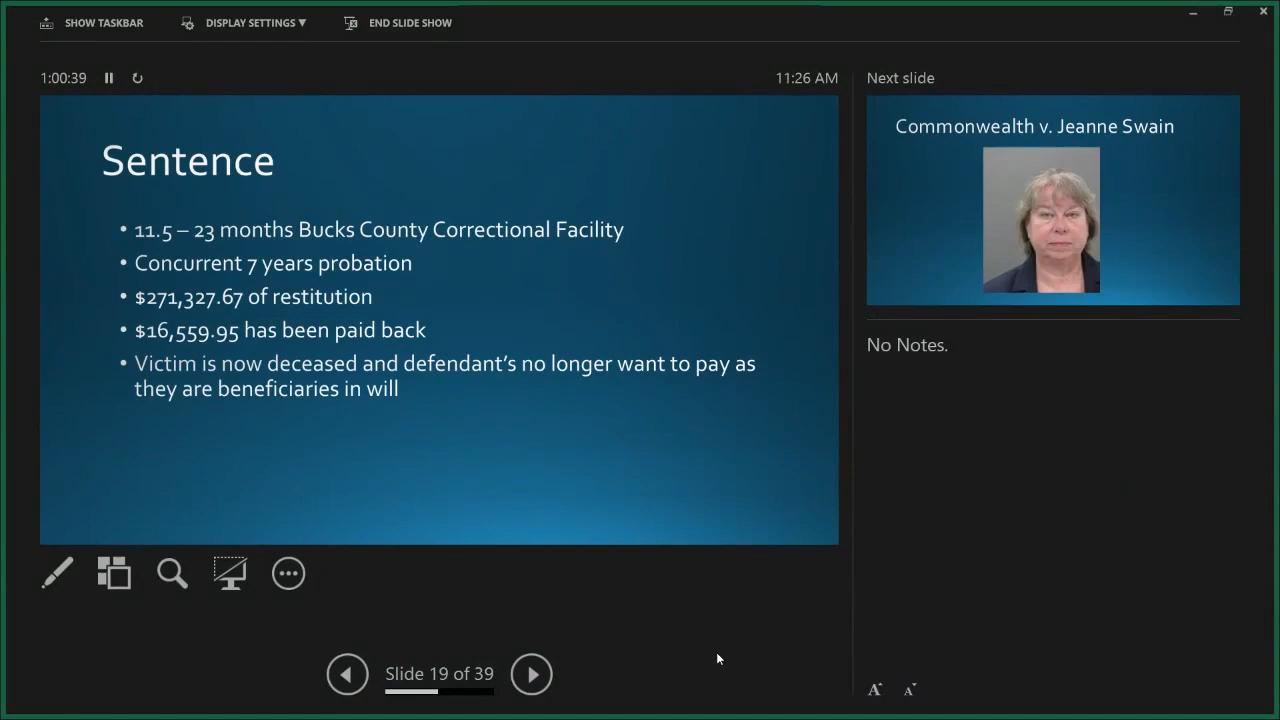 SHOW TASKBAR
DISPLAY SETTINGS ▼
END SLIDE SHOW
1:00:39
11:26 AM
Sentence
• 11.5 – 23 months Bucks County Correctional Facility
• Concurrent 7 years probation
• $271,327.67 of restitution
• $16,559.95 has been paid back
• Victim is now deceased and defendant's no longer want to pay as
they are beneficiaries in will
Slide 19 of 39
Next slide
Commonwealth v. Jeanne Swain
No Notes.
A A